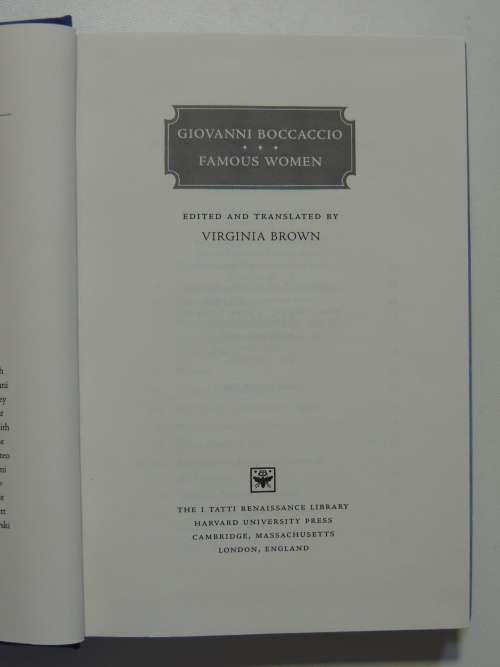 GIOVANNI BOCCACCIO
FAMOUS WOMEN
EDITED AND TRANSLATED BY
VIRGINIA BROWN
THE I TATTI RENAISSANCE LIBRARY
HARVARD UNIVERSITY PRESS
CAMBRIDGE, MASSACHUSETTS
LONDON, ENGLAND